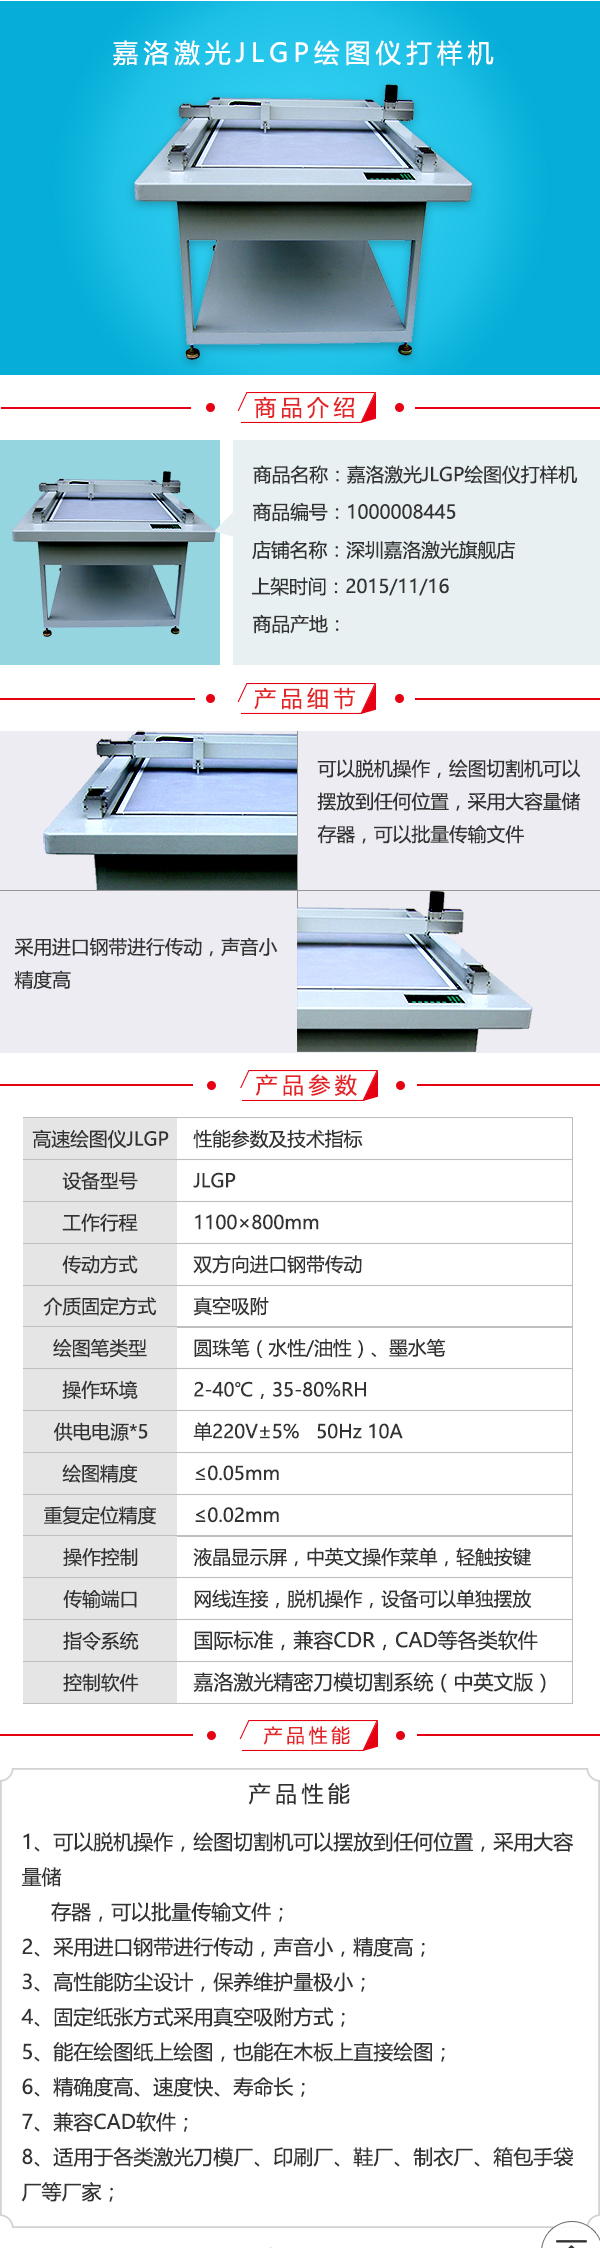 嘉洛激光JLGP绘图仪打样机
商品介绍
商品名称：嘉洛激光JLGP绘图仪打样机
商品编号：1000008445
店铺名称：深圳嘉洛激光旗舰店
上架时间：2015/11/16
商品产地：
产品细节
可以脱机操作，绘图切割机可以
摆放到任何位置，采用大容量储
存器，可以批量传输文件
采用进口钢带进行传动，声音小
精度高
产品参数
高速绘图仪JLGP 性能参数及技术指标
设备型号 JLGP
工作行程 1100×800mm
传动方式 双方向进口钢带传动
介质固定方式 真空吸附
绘图笔类型 圆珠笔（水性/油性）、墨水笔
操作环境 2-40℃，35-80%RH
供电电源*5 单220V±5% 50Hz 10A
绘图精度 ≤0.05mm
重复定位精度 ≤0.02mm
操作控制 液晶显示屏，中英文操作菜单，轻触按键
传输端口 网线连接，脱机操作，设备可以单独摆放
指令系统 国际标准，兼容CDR，CAD等各类软件
控制软件 嘉洛激光精密刀模切割系统（中英文版）
产品性能
产品性能
1、可以脱机操作，绘图切割机可以摆放到任何位置，采用大容
量储
存器，可以批量传输文件；
2、采用进口钢带进行传动，声音小，精度高；
3、高性能防尘设计，保养维护量极小；
4、固定纸张方式采用真空吸附方式；
5、能在绘图纸上绘图，也能在木板上直接绘图；
6、精确度高、速度快、寿命长；
7、兼容CAD软件；
8、适用于各类激光刀模厂、印刷厂、鞋厂、制衣厂、箱包手袋
厂等厂家；